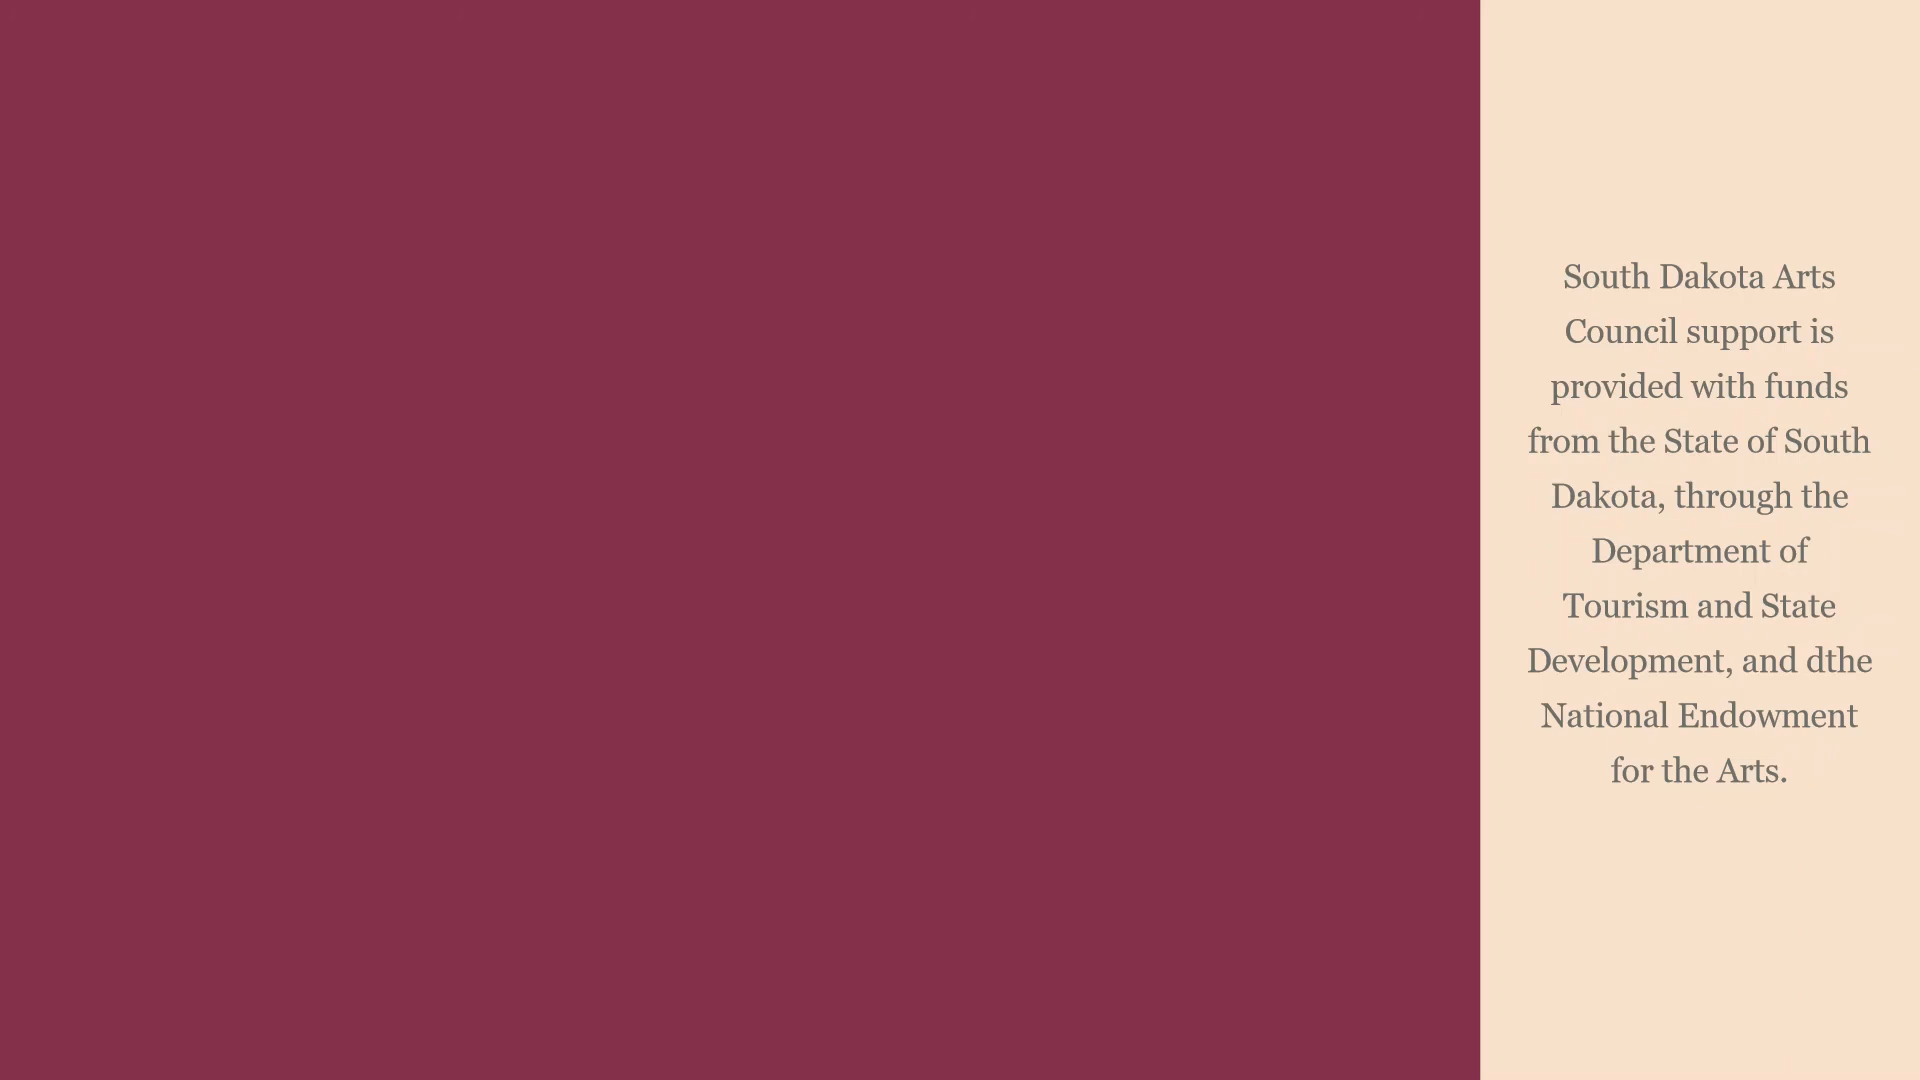 South Dakota Arts
Council support is
provided with funds
from the State of South
Dakota, through the
Department of
Tourism and State
Development, and dthe
National Endowment
for the Arts.